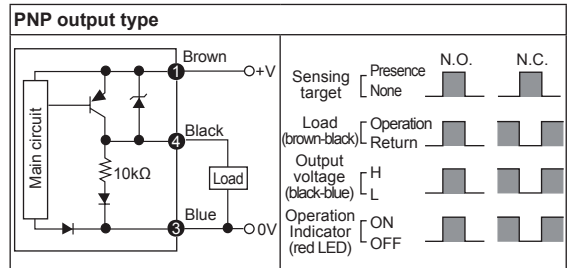 PNP output type
Main circuit
1
Brown
+V
4
Black
10kΩ
Load
3
Blue
0V
N.O.
N.C.
Sensing
target
Presence
None
Load
(brown-black)
Operation
Return
Output
voltage
(black-blue)
H
L
Operation
Indicator
(red LED)
ON
OFF